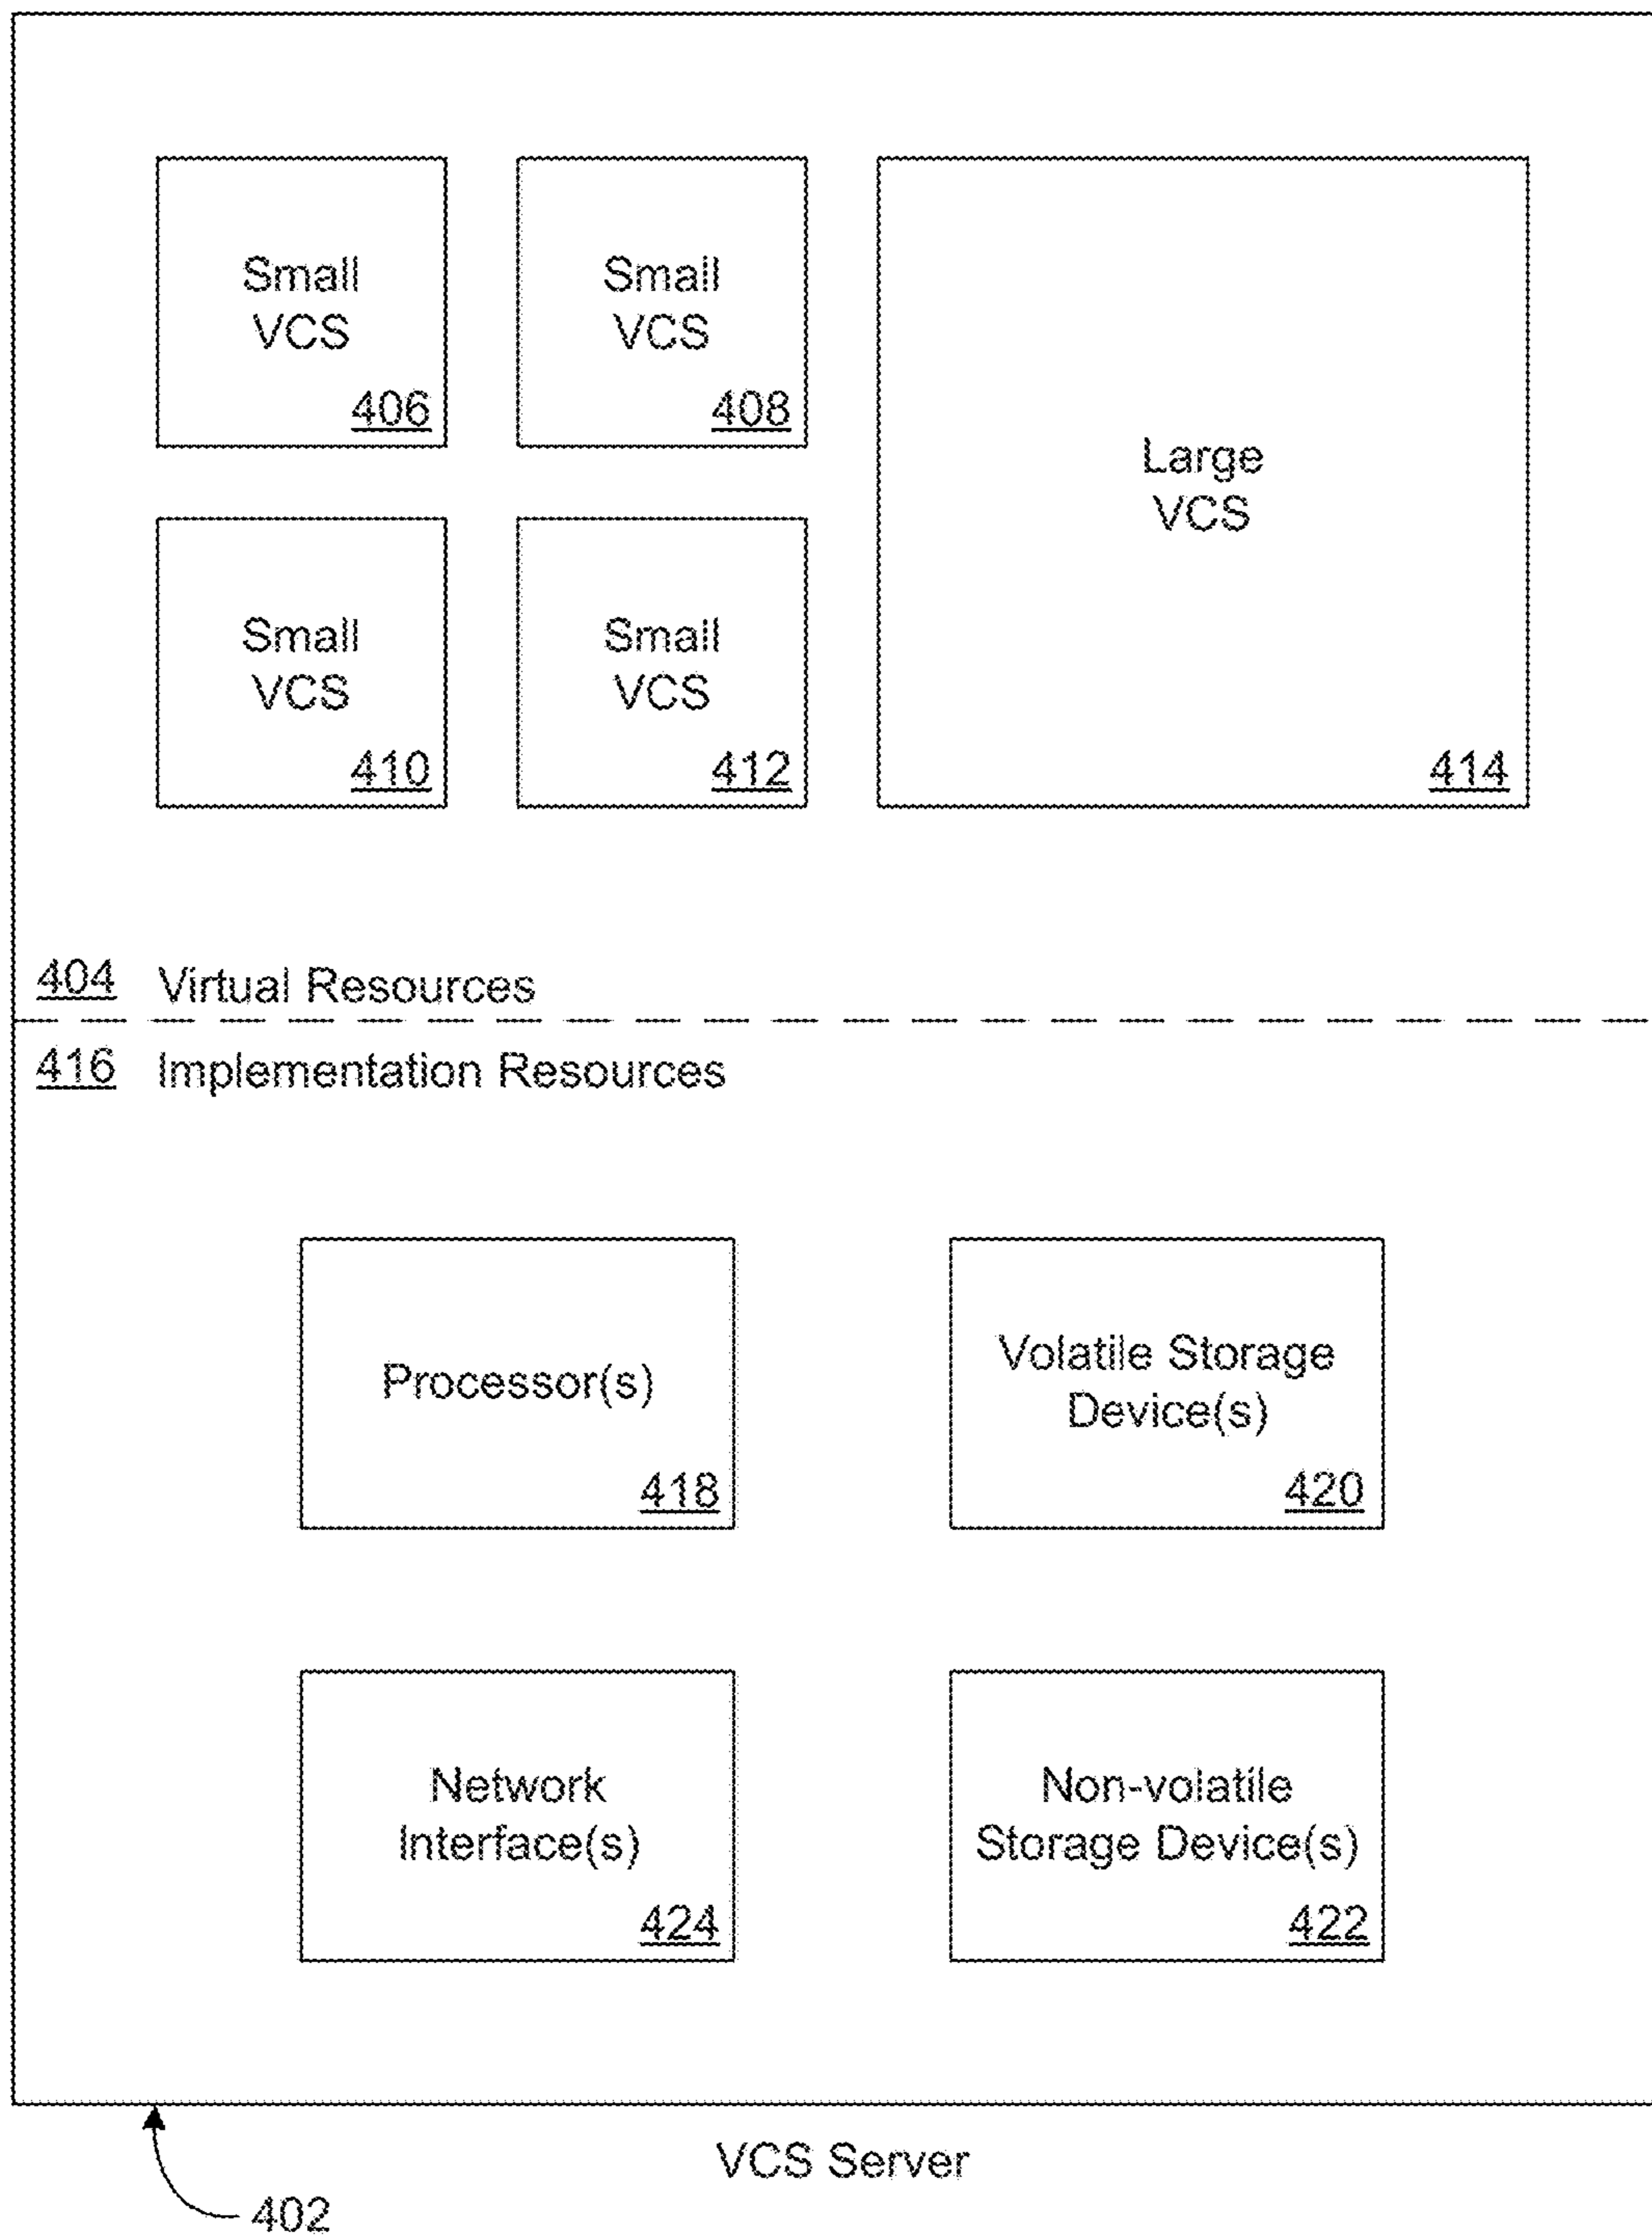 Small
VCS
406
Small
VCS
408
Large
VCS
414
Small
VCS
410
Small
VCS
412
404 Virtual Resources
416 Implementation Resources
Processor(s)
418
Volatile Storage
Device(s)
420
Network
Interface(s)
424
Non-volatile
Storage Device(s)
422
VCS Server
402